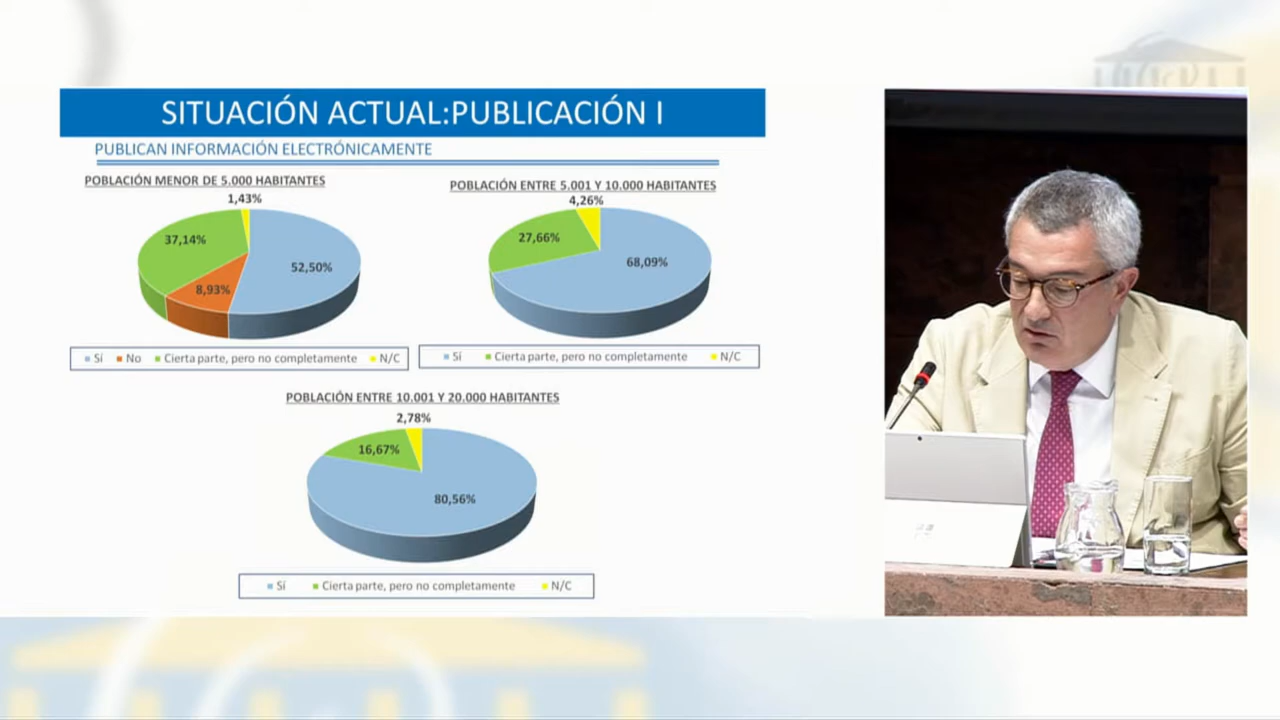 SITUACIÓN ACTUAL:PUBLICACIÓN I
PUBLICAN INFORMACIÓN ELECTRÓNICAMENTE
POBLACIÓN MENOR DE 5.000 HABITANTES
1,43%
37,14%
52,50%
8,93%
Sí No Cierta parte, pero no completamente N/C
POBLACIÓN ENTRE 5.001 Y 10.000 HABITANTES
4,26%
27,66%
68,09%
Sí Cierta parte, pero no completamente N/C
POBLACIÓN ENTRE 10.001 Y 20.000 HABITANTES
2,78%
16,67%
80,56%
Sí Cierta parte, pero no completamente N/C